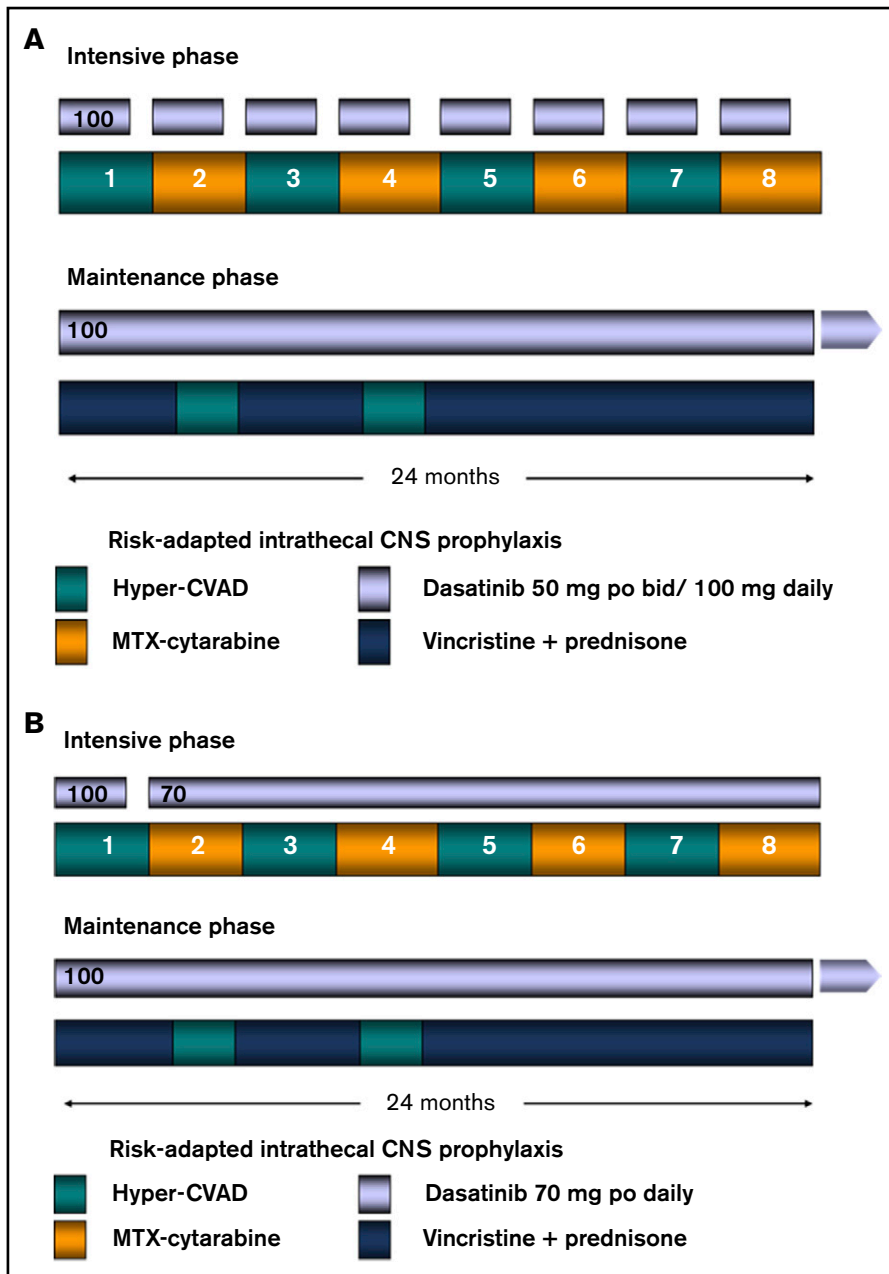 A
Intensive phase
100
1 2 3 4 5 6 7 8
Maintenance phase
100
24 months
Risk-adapted intrathecal CNS prophylaxis
Hyper-CVAD Dasatinib 50 mg po bid/ 100 mg daily
MTX-cytarabine Vincristine + prednisone
B
Intensive phase
100 70
1 2 3 4 5 6 7 8
Maintenance phase
100
24 months
Risk-adapted intrathecal CNS prophylaxis
Hyper-CVAD Dasatinib 70 mg po daily
MTX-cytarabine Vincristine + prednisone